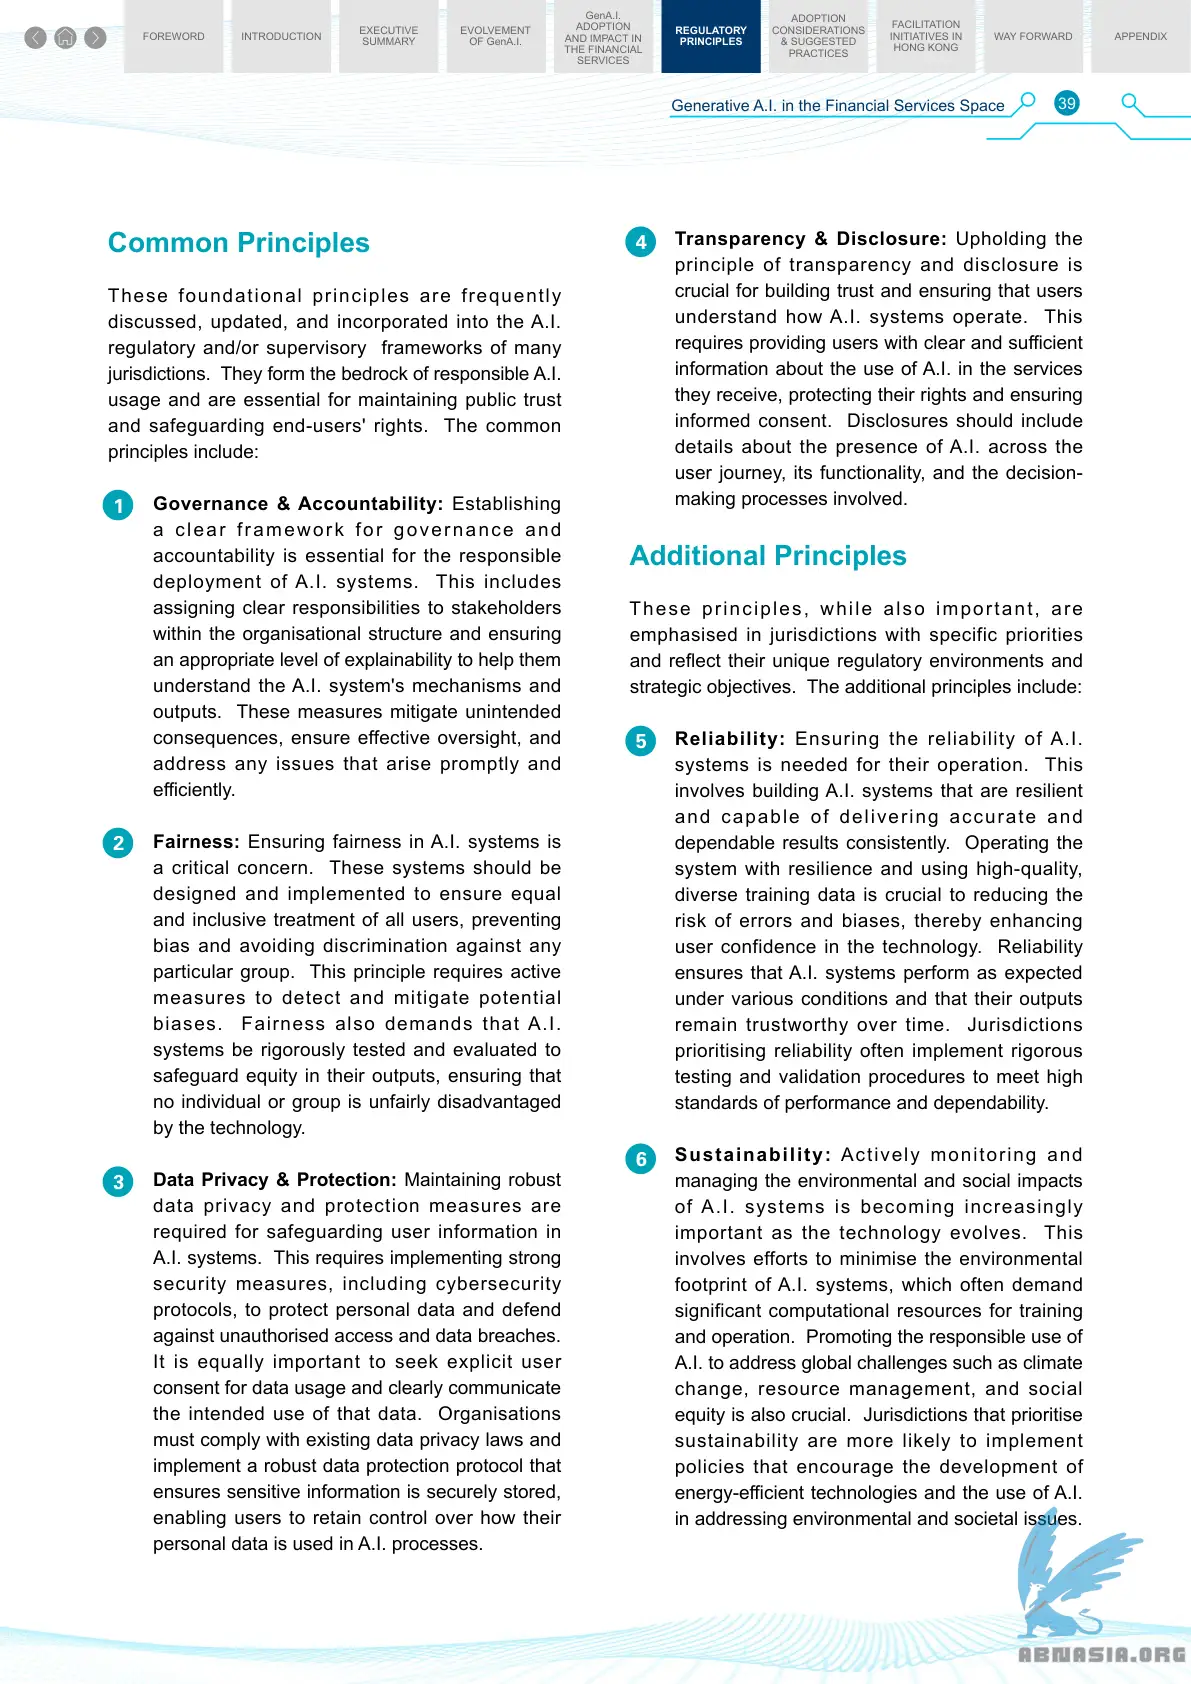 FOREWORD
INTRODUCTION
EXECUTIVE
SUMMARY
EVOLVEMENT
OF GenA.I.
GenA.I.
ADOPTION
AND IMPACT IN
THE FINANCIAL
SERVICES
REGULATORY
PRINCIPLES
ADOPTION
CONSIDERATIONS
& SUGGESTED
PRACTICES
FACILITATION
INITIATIVES IN
HONG KONG
WAY FORWARD
APPENDIX
Generative A.I. in the Financial Services Space
39
Common Principles
These foundational principles are frequently
discussed, updated, and incorporated into the A.I.
regulatory and/or supervisory frameworks of many
jurisdictions. They form the bedrock of responsible A.I.
usage and are essential for maintaining public trust
and safeguarding end-users' rights. The common
principles include:
1
Governance & Accountability: Establishing
a clear framework for governance and
accountability is essential for the responsible
deployment of A.I. systems. This includes
assigning clear responsibilities to stakeholders
within the organisational structure and ensuring
an appropriate level of explainability to help them
understand the A.I. system's mechanisms and
outputs. These measures mitigate unintended
consequences, ensure effective oversight, and
address any issues that arise promptly and
efficiently.
2
Fairness: Ensuring fairness in A.I. systems is
a critical concern. These systems should be
designed and implemented to ensure equal
and inclusive treatment of all users, preventing
bias and avoiding discrimination against any
particular group. This principle requires active
measures to detect and mitigate potential
biases. Fairness also demands that A.I.
systems be rigorously tested and evaluated to
safeguard equity in their outputs, ensuring that
no individual or group is unfairly disadvantaged
by the technology.
3
Data Privacy & Protection: Maintaining robust
data privacy and protection measures are
required for safeguarding user information in
A.I. systems. This requires implementing strong
security measures, including cybersecurity
protocols, to protect personal data and defend
against unauthorised access and data breaches.
It is equally important to seek explicit user
consent for data usage and clearly communicate
the intended use of that data. Organisations
must comply with existing data privacy laws and
implement a robust data protection protocol that
ensures sensitive information is securely stored,
enabling users to retain control over how their
personal data is used in A.I. processes.
4
Transparency & Disclosure: Upholding the
principle of transparency and disclosure is
crucial for building trust and ensuring that users
understand how A.I. systems operate. This
requires providing users with clear and sufficient
information about the use of A.I. in the services
they receive, protecting their rights and ensuring
informed consent. Disclosures should include
details about the presence of A.I. across the
user journey, its functionality, and the decision-
making processes involved.
Additional Principles
These principles, while also important, are
emphasised in jurisdictions with specific priorities
and reflect their unique regulatory environments and
strategic objectives. The additional principles include:
5
Reliability: Ensuring the reliability of A.I.
systems is needed for their operation. This
involves building A.I. systems that are resilient
and capable of delivering accurate and
dependable results consistently. Operating the
system with resilience and using high-quality,
diverse training data is crucial to reducing the
risk of errors and biases, thereby enhancing
user confidence in the technology. Reliability
ensures that A.I. systems perform as expected
under various conditions and that their outputs
remain trustworthy over time. Jurisdictions
prioritising reliability often implement rigorous
testing and validation procedures to meet high
standards of performance and dependability.
6
Sustainability: Actively monitoring and
managing the environmental and social impacts
of A.I. systems is becoming increasingly
important as the technology evolves. This
involves efforts to minimise the environmental
footprint of A.I. systems, which often demand
significant computational resources for training
and operation. Promoting the responsible use of
A.I. to address global challenges such as climate
change, resource management, and social
equity is also crucial. Jurisdictions that prioritise
sustainability are more likely to implement
policies that encourage the development of
energy-efficient technologies and the use of A.I.
in addressing environmental and societal issues.
ABNASIA.ORG